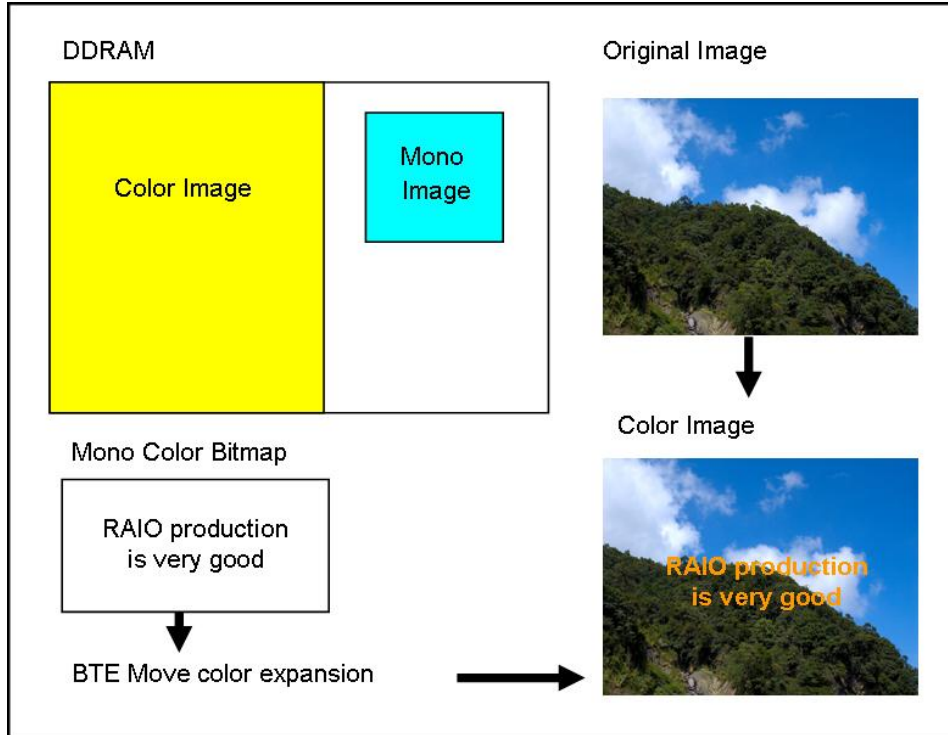 DDRAM
Original Image
Color Image
Mono
Image
Mono Color Bitmap
RAIO production
is very good
BTE Move color expansion
Color Image
RAIO production
is very good